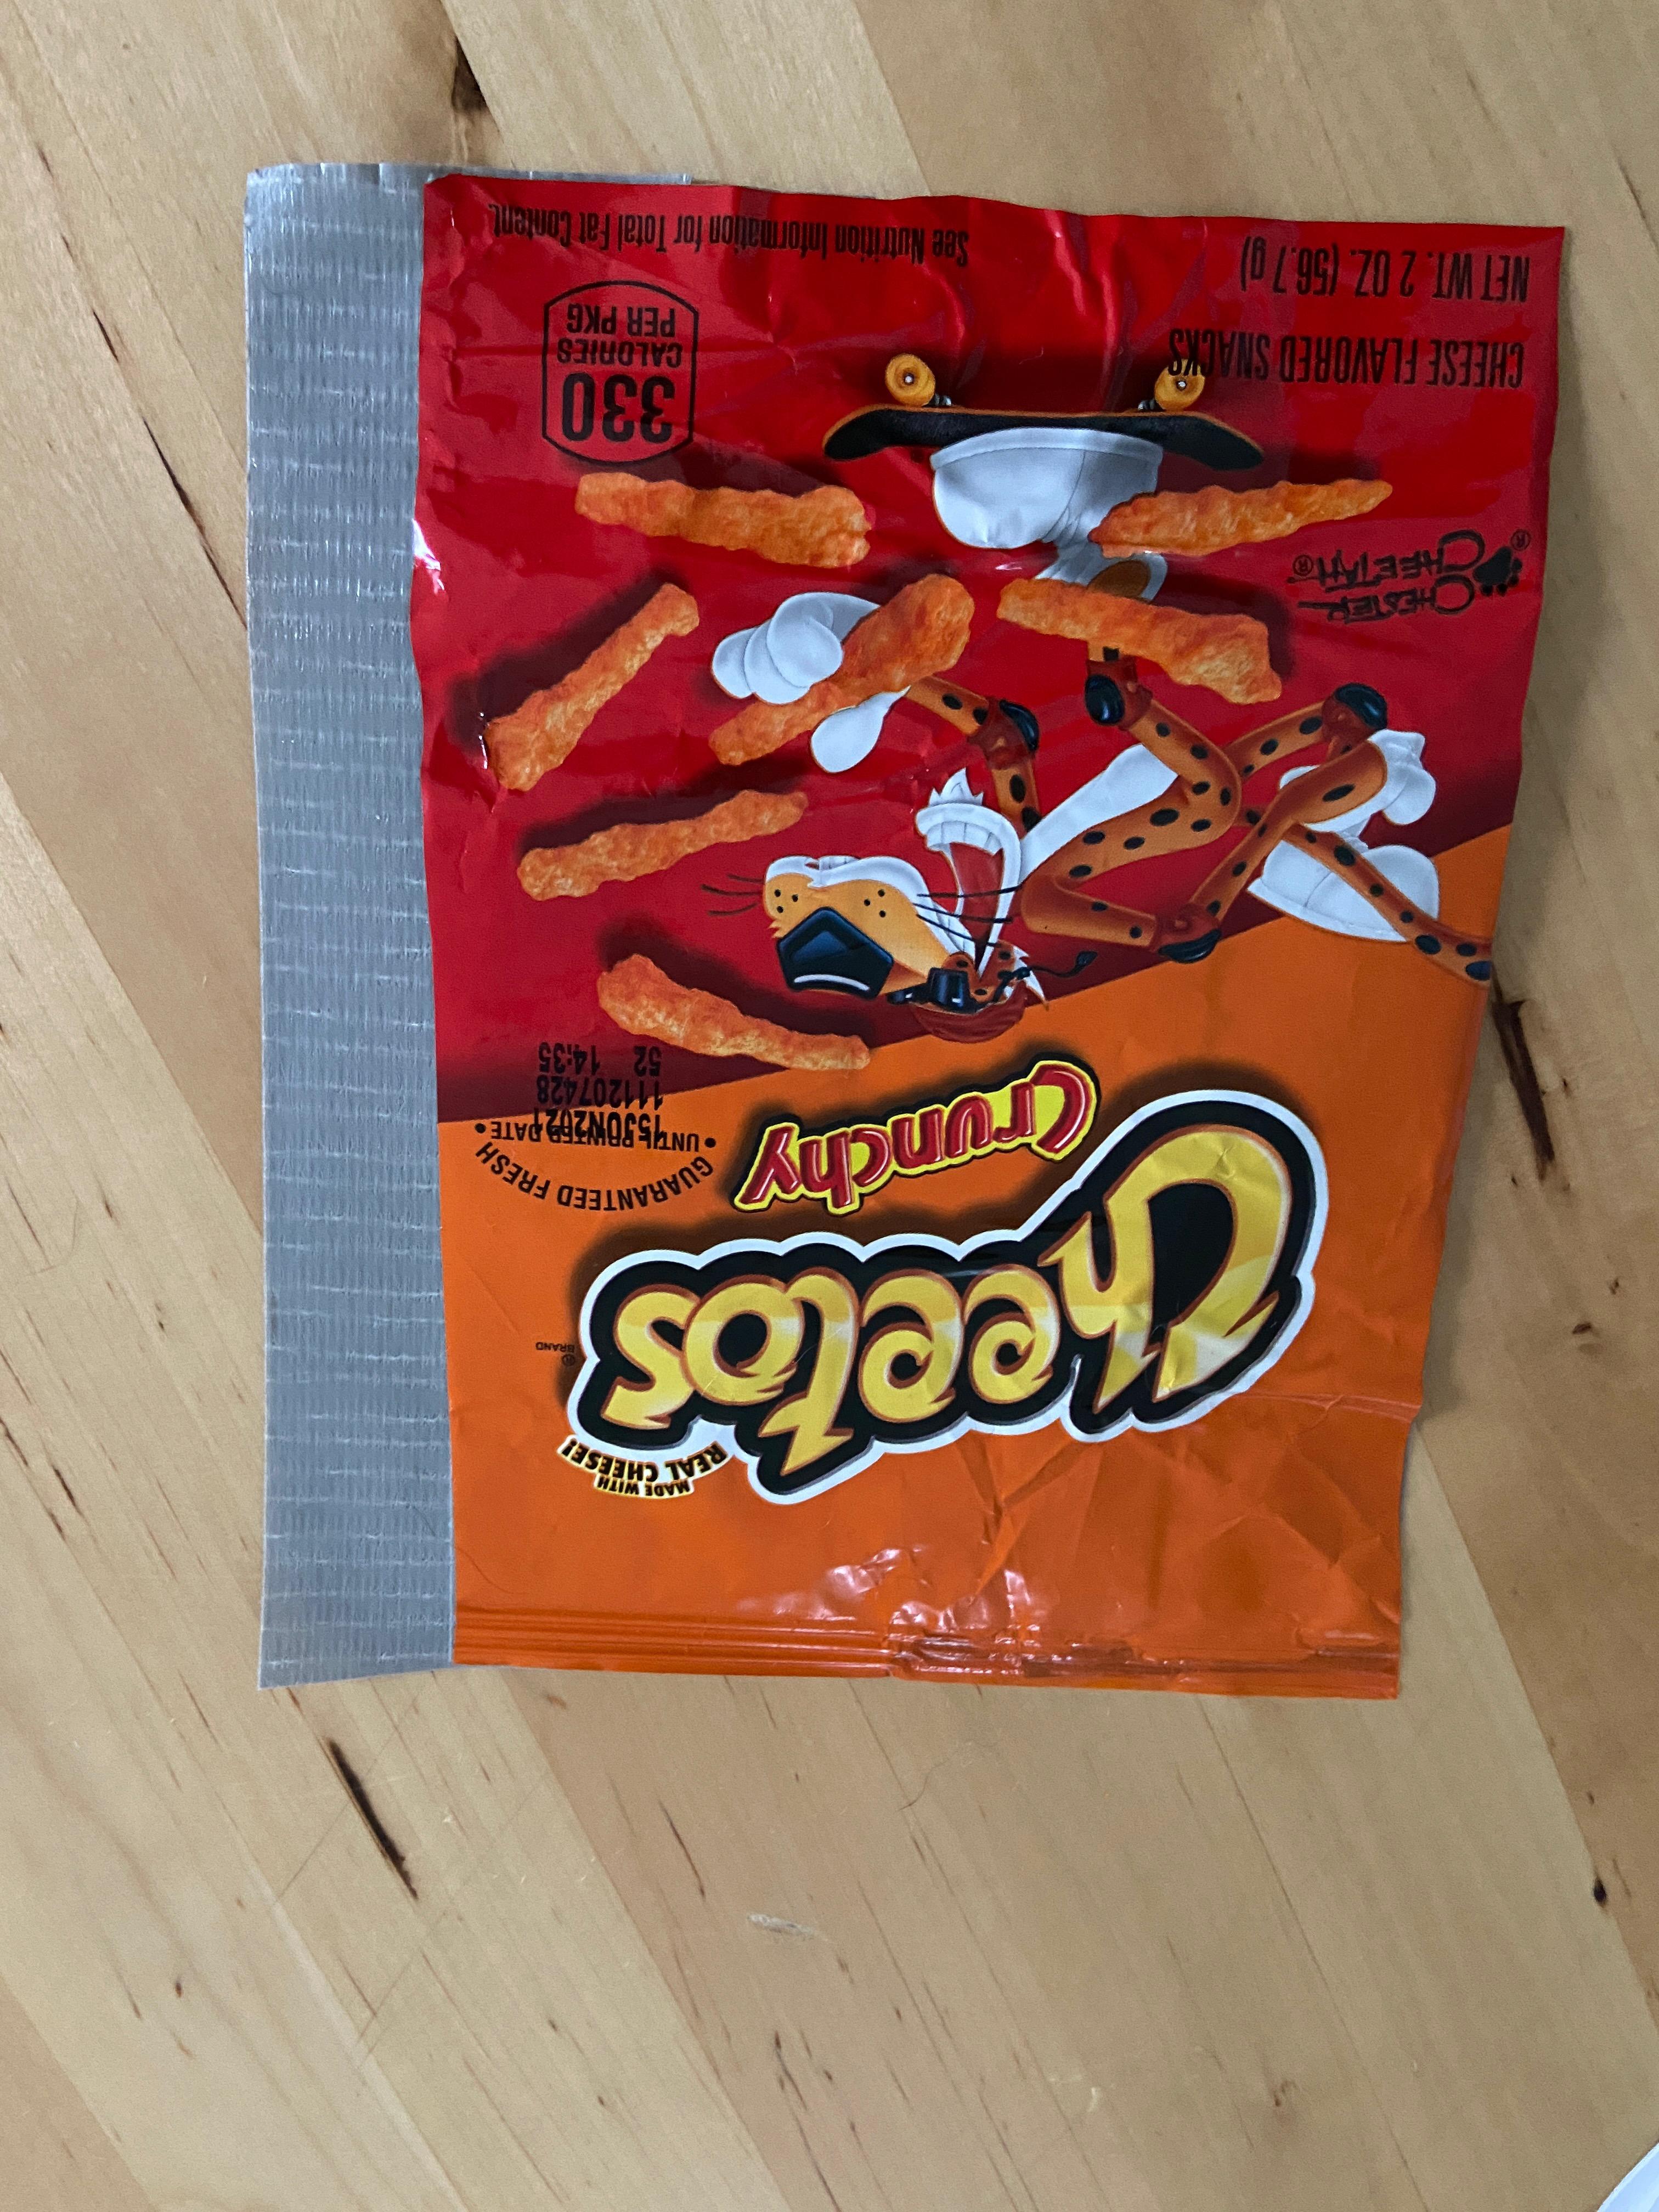 MADE WITH
REAL CHEESE!
Cheetos
® BRAND
Crunchy
GUARANTEED FRESH
• UNTIL PRINTED DATE •
15JUN2021
111207428
52 14:35
CHESTER
CHEETAH®
®
330
CALORIES
PER PKG
CHEESE FLAVORED SNACKS
NET WT. 2 OZ. (56.7 g)
See Nutrition Information for Total Fat Content.